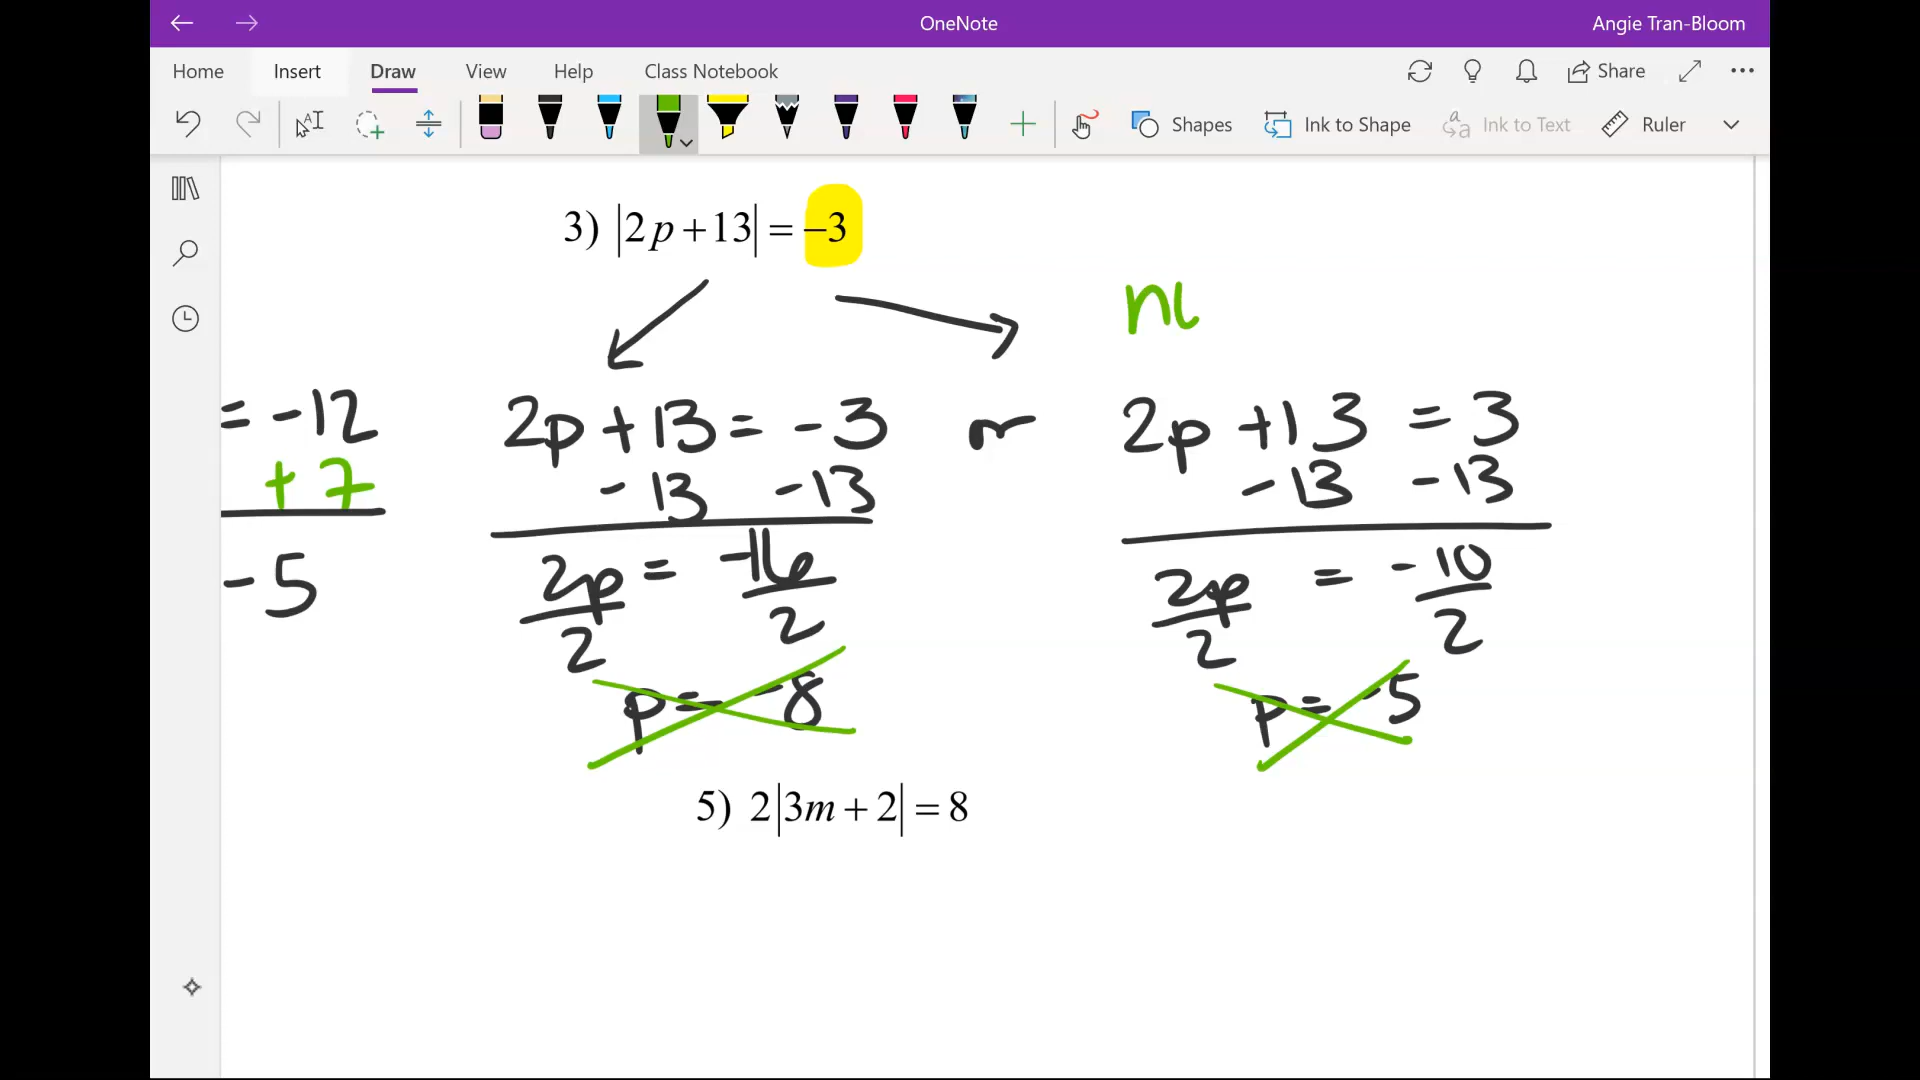 OneNote
Angie Tran-Bloom
Home Insert Draw View Help Class Notebook Share
Shapes Ink to Shape Ink to Text Ruler
3) |2p+13| = −3
= -12
+ 7
- 5
2p + 13 = - 3 or 2p + 13 = 3
- 13 - 13 - 13 - 13
2p = -16 2p = - 10
2 2 2 2
p = - 8 p = - 5
5) 2|3m + 2| = 8